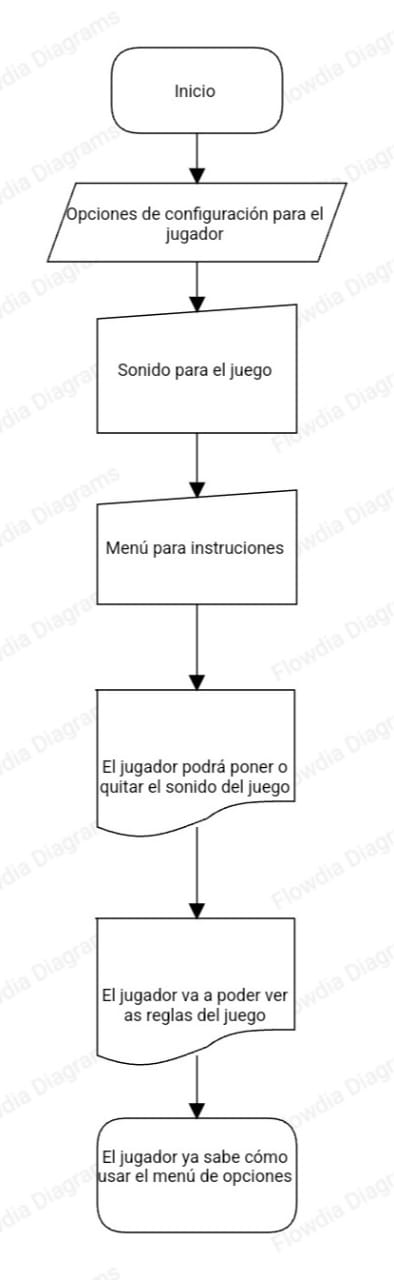 Inicio
Opciones de configuración para el
jugador
Sonido para el juego
Menú para instruciones
El jugador podrá poner o
quitar el sonido del juego
El jugador va a poder ver
as reglas del juego
El jugador ya sabe cómo
usar el menú de opciones
Flowdia Diagrams